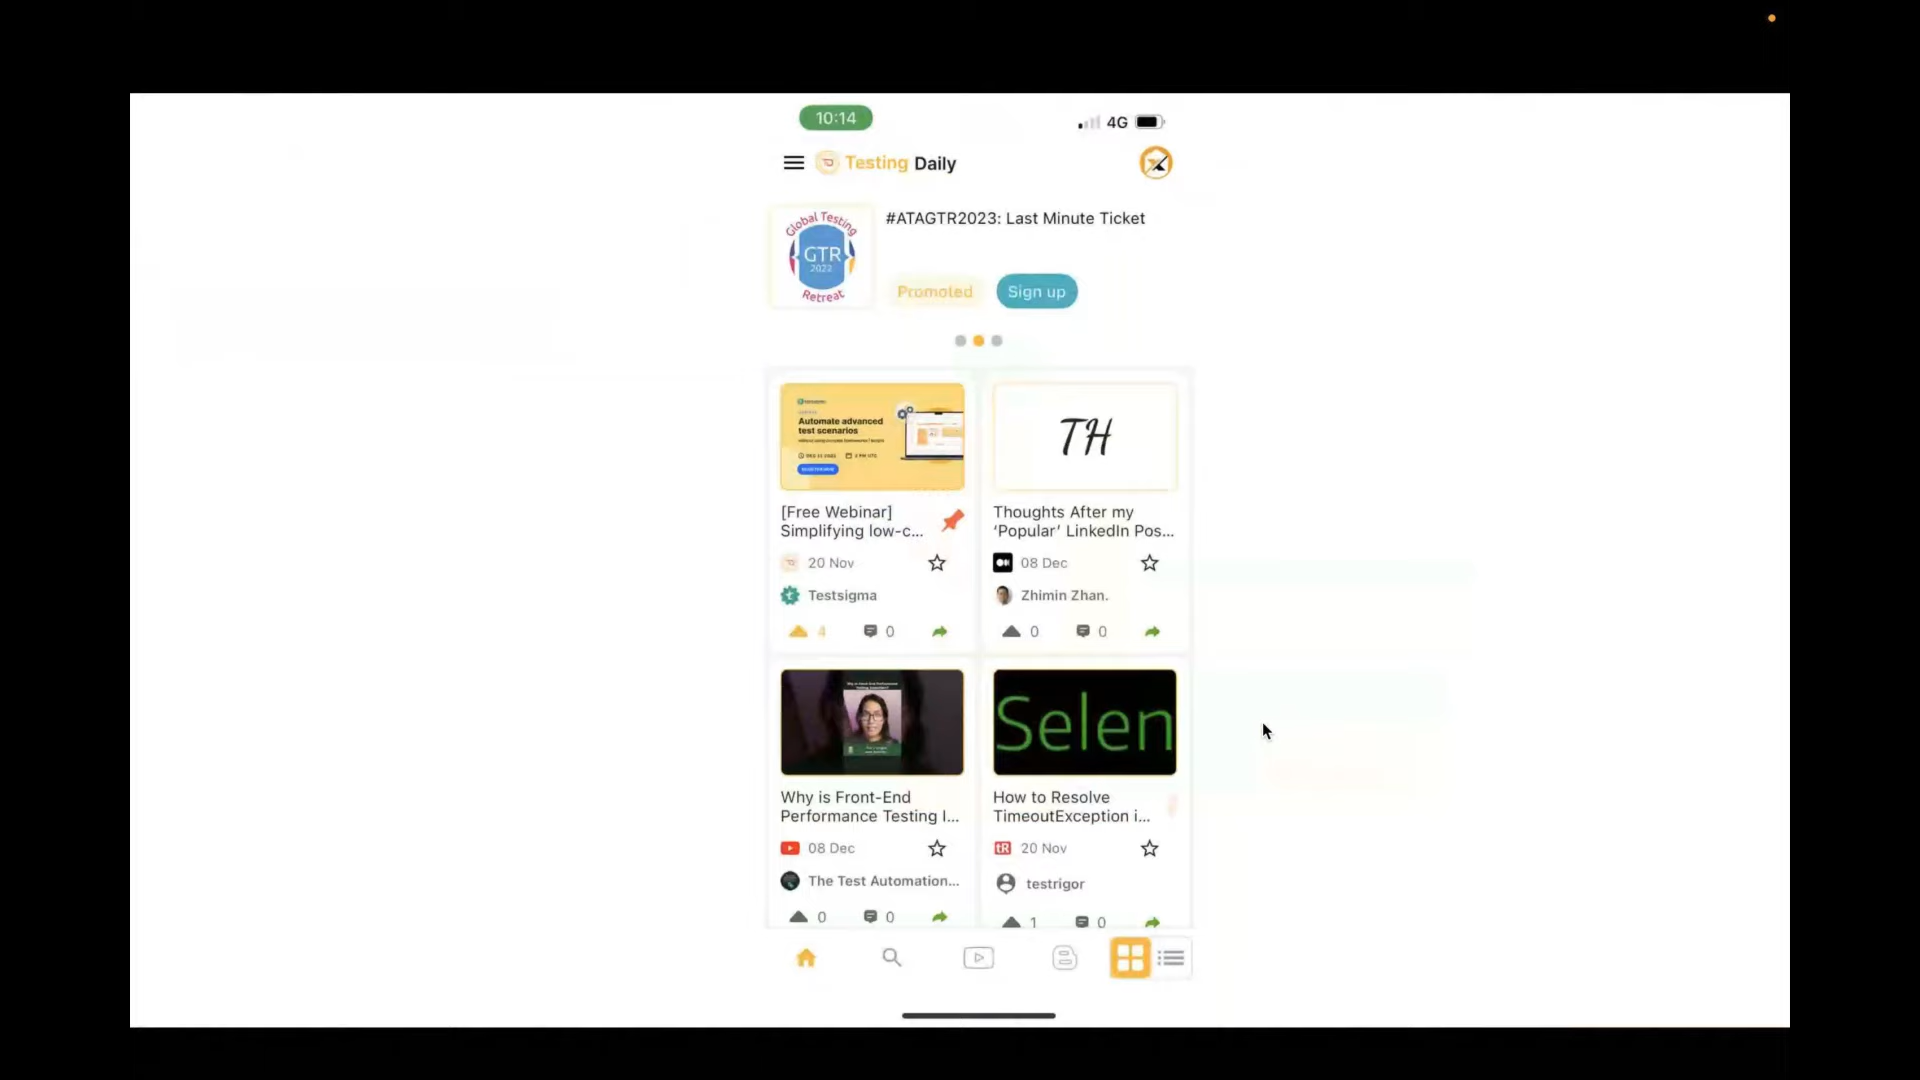 10:14
4G
Testing Daily
#ATAGTR2023: Last Minute Ticket
Global Testing
GTR
2022
Retreat
Promoted
Sign up
Automate advanced
test scenarios
TH
[Free Webinar]
Simplifying low-c...
20 Nov
Testsigma
4
0
Thoughts After my
‘Popular’ LinkedIn Pos...
08 Dec
Zhimin Zhan.
0
0
Selen
Why is Front-End
Performance Testing I...
08 Dec
The Test Automation...
0
0
How to Resolve
TimeoutException i...
tR
20 Nov
testrigor
1
0